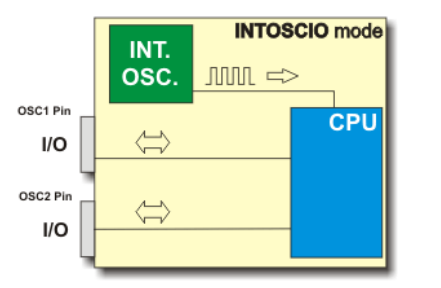 INTOSCIO mode
INT.
OSC.
CPU
OSC1 Pin
I/O
OSC2 Pin
I/O